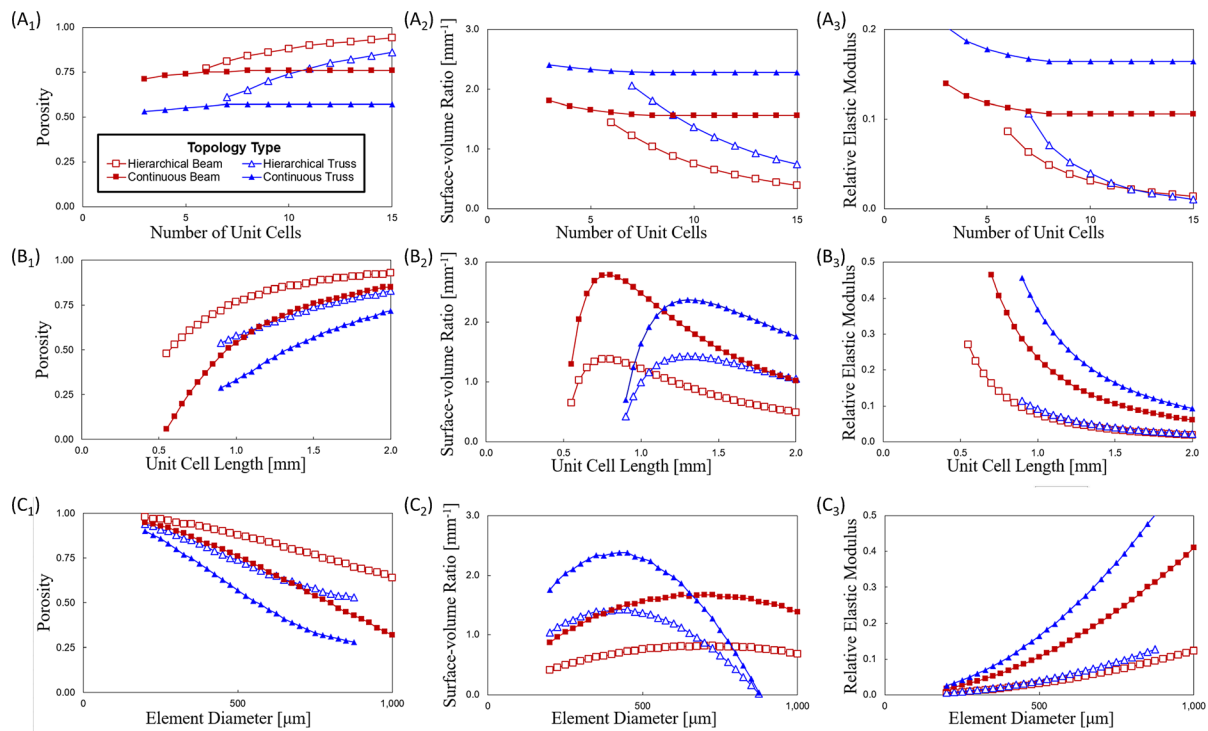 (A1)
1.00
0.75
0.50
0.25
0.00
Porosity
Topology Type
Hierarchical Beam
Hierarchical Truss
Continuous Beam
Continuous Truss
0
5
10
15
Number of Unit Cells
(A2)
3.0
2.0
1.0
0.0
Surface-volume Ratio [mm-1]
0
5
10
15
Number of Unit Cells
(A3)
0.2
0.1
0.0
Relative Elastic Modulus
0
5
10
15
Number of Unit Cells
(B1)
1.00
0.75
0.50
0.25
0.00
Porosity
0.0
0.5
1.0
1.5
2.0
Unit Cell Length [mm]
(B2)
3.0
2.0
1.0
0.0
Surface-volume Ratio [mm-1]
0.0
0.5
1.0
1.5
2.0
Unit Cell Length [mm]
(B3)
0.5
0.4
0.3
0.2
0.1
0.0
Relative Elastic Modulus
0.0
0.5
1.0
1.5
2.0
Unit Cell Length [mm]
(C1)
1.00
0.75
0.50
0.25
0.00
Porosity
0
500
1,000
Element Diameter [µm]
(C2)
3.0
2.0
1.0
0.0
Surface-volume Ratio [mm-1]
0
500
1,000
Element Diameter [µm]
(C3)
0.5
0.4
0.3
0.2
0.1
0.0
Relative Elastic Modulus
0
500
1,000
Element Diameter [µm]